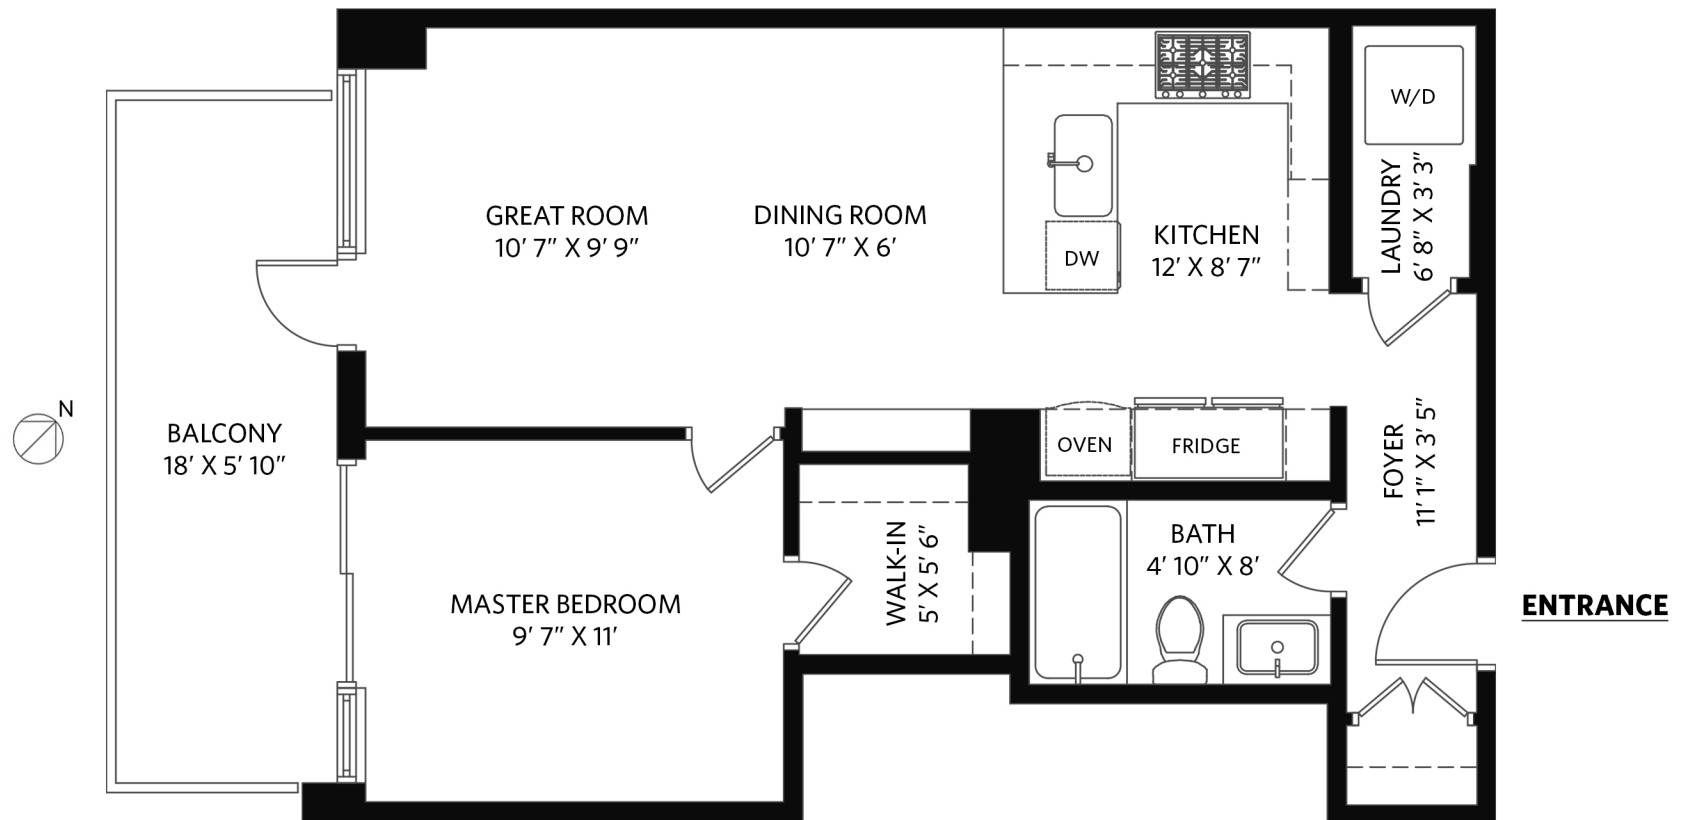 W/D
LAUNDRY
6' 8" X 3' 3"
GREAT ROOM
10' 7" X 9' 9"
DINING ROOM
10' 7" X 6'
KITCHEN
12' X 8' 7"
DW
N
BALCONY
18' X 5' 10"
OVEN
FRIDGE
FOYER
11' 1" X 3' 5"
WALK-IN
5' X 5' 6"
BATH
4' 10" X 8'
MASTER BEDROOM
9' 7" X 11'
ENTRANCE